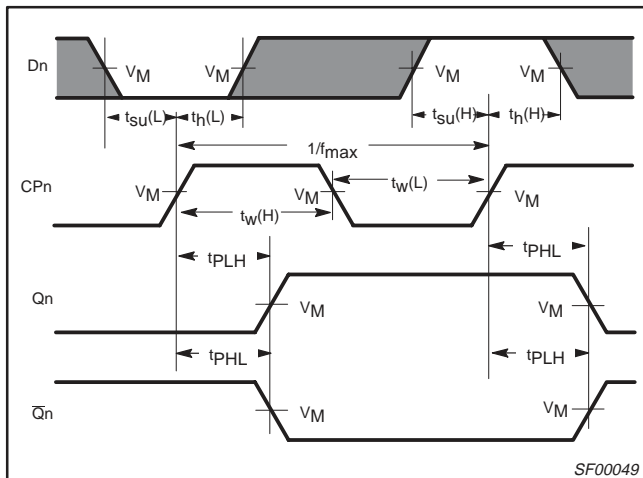 Dn
VM VM VM VM
tsu(L) th(L) tsu(H) th(H)
1/fmax
CPn
VM VM VM
tw(L)
tw(H)
tPLH tPHL
Qn
VM VM
tPHL tPLH
Q̅n
VM VM
SF00049